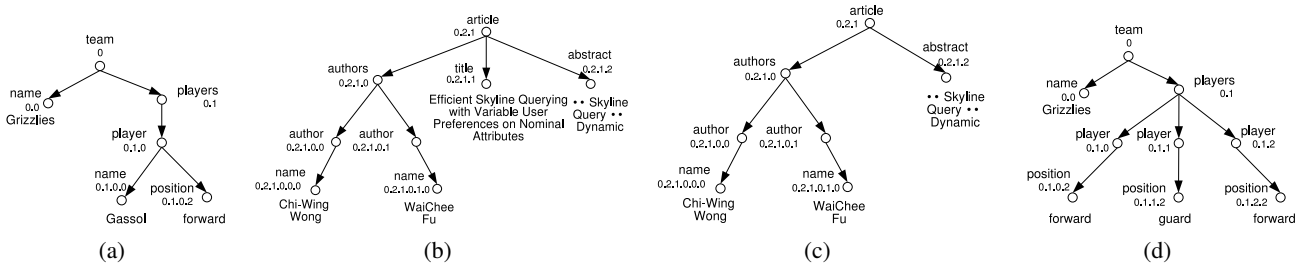 team
0
name
0.0
Grizzlies
players
0.1
player
0.1.0
name
0.1.0.0
Gassol
position
0.1.0.2
forward
(a)
article
0.2.1
authors
0.2.1.0
title
0.2.1.1
Efficient Skyline Querying
with Variable User
Preferences on Nominal
Attributes
abstract
0.2.1.2
•• Skyline
Query ••
Dynamic
author
0.2.1.0.0
author
0.2.1.0.1
name
0.2.1.0.0.0
Chi-Wing
Wong
name
0.2.1.0.1.0
WaiChee
Fu
(b)
article
0.2.1
authors
0.2.1.0
abstract
0.2.1.2
•• Skyline
Query ••
Dynamic
author
0.2.1.0.0
author
0.2.1.0.1
name
0.2.1.0.0.0
Chi-Wing
Wong
name
0.2.1.0.1.0
WaiChee
Fu
(c)
team
0
name
0.0
Grizzlies
players
0.1
player
0.1.0
player
0.1.1
player
0.1.2
position
0.1.0.2
forward
position
0.1.1.2
guard
position
0.1.2.2
forward
(d)